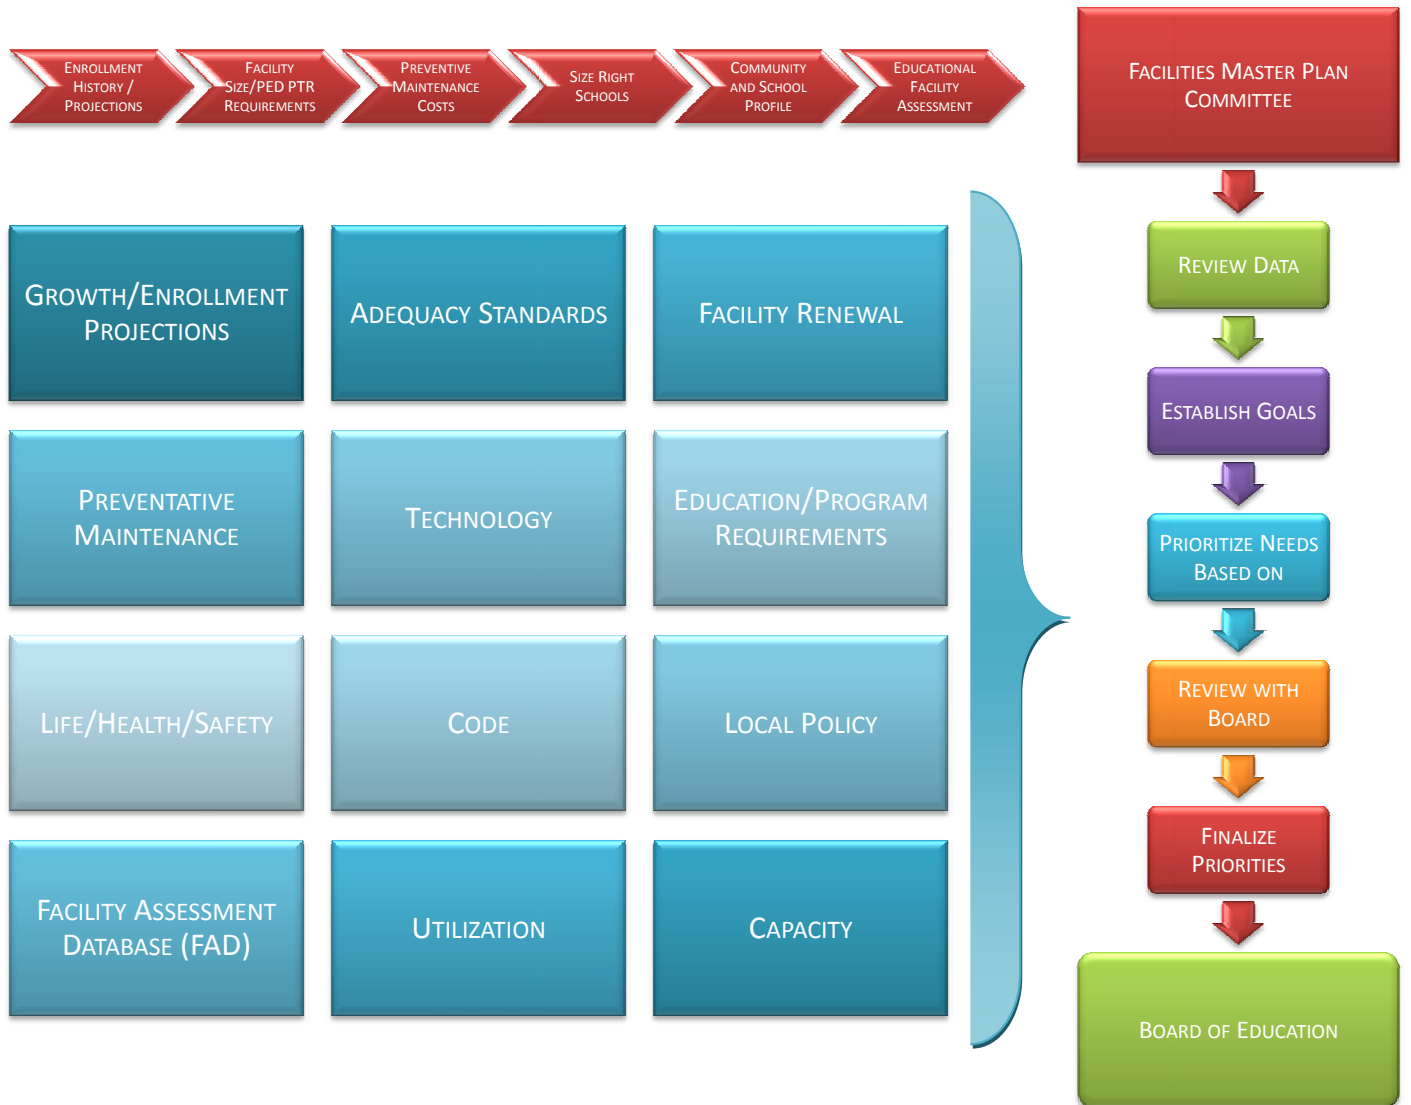 Enrollment
History /
Projections
Facility
Size/PED PTR
Requirements
Preventive
Maintenance
Costs
Size Right
Schools
Community
and School
Profile
Educational
Facility
Assessment
Facilities Master Plan
Committee
Growth/Enrollment
Projections
Adequacy Standards
Facility Renewal
Preventative
Maintenance
Technology
Education/Program
Requirements
Life/Health/Safety
Code
Local Policy
Facility Assessment
Database (FAD)
Utilization
Capacity
Review Data
Establish Goals
Prioritize Needs
Based on
Review with
Board
Finalize
Priorities
Board of Education